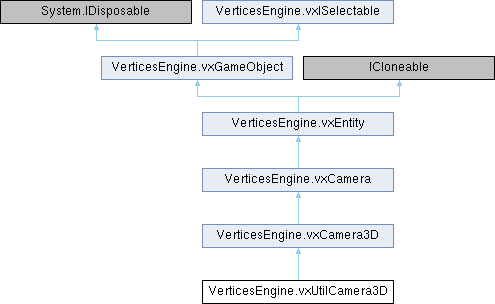 System.IDisposable
VerticesEngine.vxISelectable
VerticesEngine.vxGameObject
ICloneable
VerticesEngine.vxEntity
VerticesEngine.vxCamera
VerticesEngine.vxCamera3D
VerticesEngine.vxUtilCamera3D